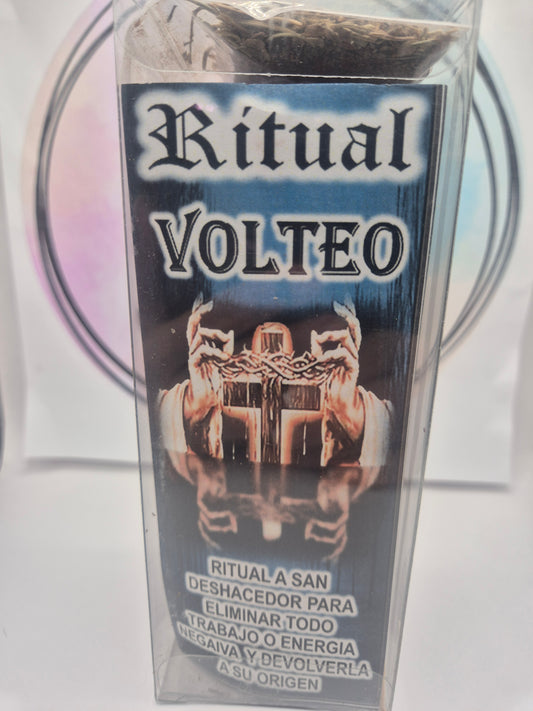 Ritual
VOLTEO
RITUAL A SAN
DESHACEDOR PARA
ELIMINAR TODO
TRABAJO O ENERGIA
NEGAIVA Y DEVOLVERLA
A SU ORIGEN